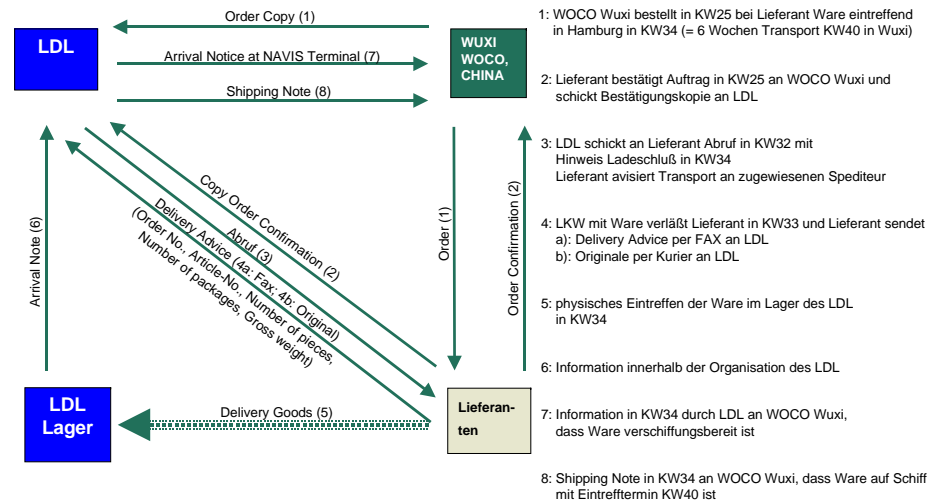 Order Copy (1)
LDL
Arrival Notice at NAVIS Terminal (7)
Shipping Note (8)
WUXI
WOCO,
CHINA
Arrival Note (6)
Copy Order Confirmation (2)
Abruf (3)
Delivery Advice (4a: Fax; 4b: Original)
(Order No., Article-No., Number of pieces,
Number of packages, Gross weight)
Order (1)
Order Confirmation (2)
LDL
Lager
Delivery Goods (5)
Lieferan-
ten
1: WOCO Wuxi bestellt in KW25 bei Lieferant Ware eintreffend
in Hamburg in KW34 (= 6 Wochen Transport KW40 in Wuxi)
2: Lieferant bestätigt Auftrag in KW25 an WOCO Wuxi und
schickt Bestätigungskopie an LDL
3: LDL schickt an Lieferant Abruf in KW32 mit
Hinweis Ladeschluß in KW34
Lieferant avisiert Transport an zugewiesenen Spediteur
4: LKW mit Ware verläßt Lieferant in KW33 und Lieferant sendet
a): Delivery Advice per FAX an LDL
b): Originale per Kurier an LDL
5: physisches Eintreffen der Ware im Lager des LDL
in KW34
6: Information innerhalb der Organisation des LDL
7: Information in KW34 durch LDL an WOCO Wuxi,
dass Ware verschiffungsbereit ist
8: Shipping Note in KW34 an WOCO Wuxi, dass Ware auf Schiff
mit Eintrefftermin KW40 ist